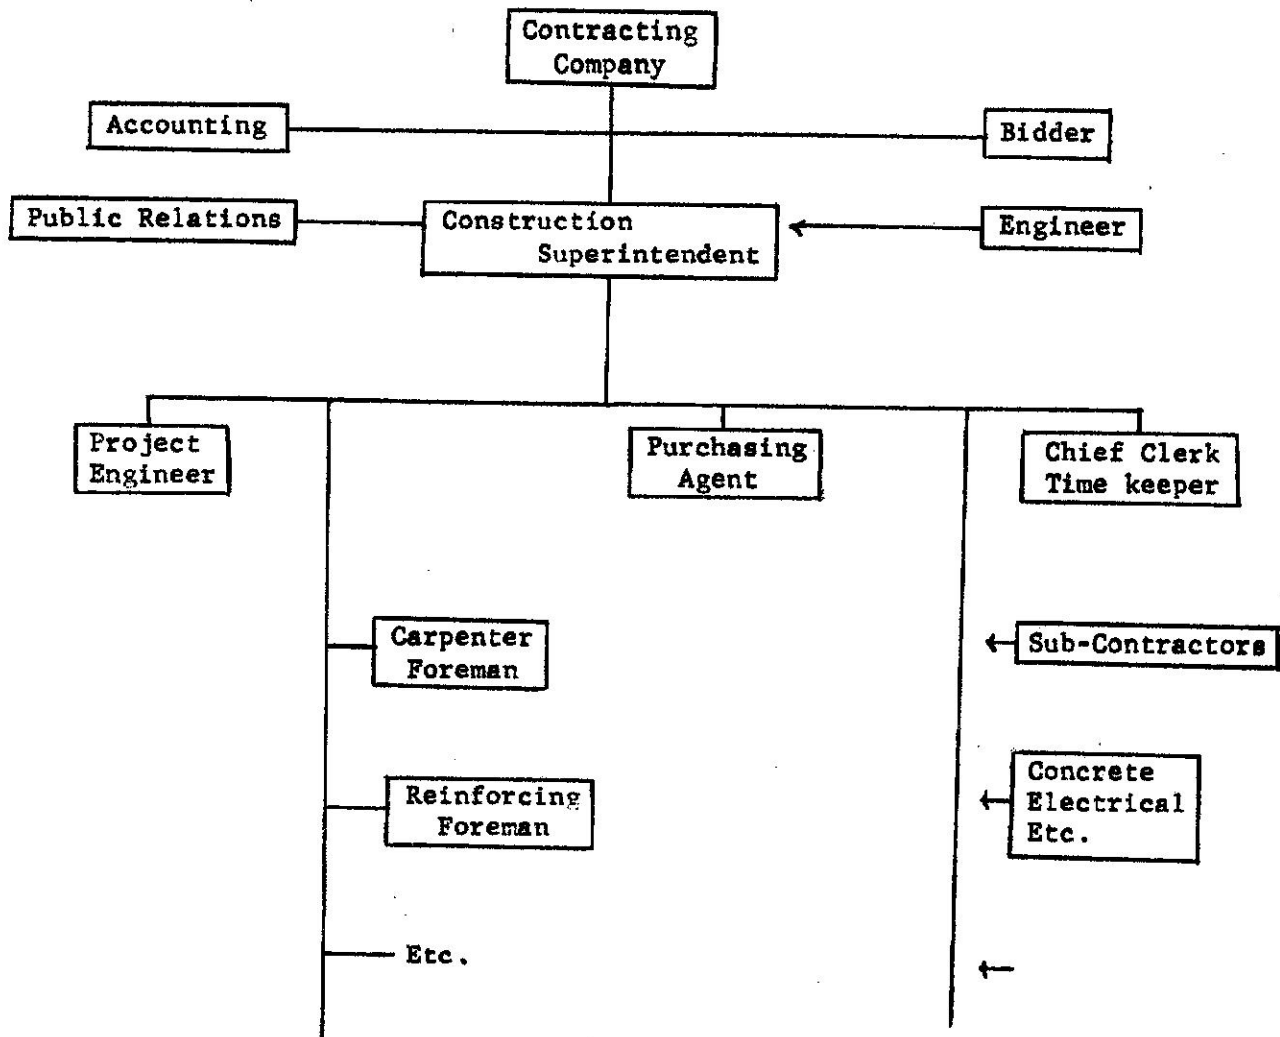 Contracting
Company
Accounting
Bidder
Public Relations
Construction
Superintendent
Engineer
Project
Engineer
Purchasing
Agent
Chief Clerk
Time keeper
Carpenter
Foreman
Sub-Contractors
Reinforcing
Foreman
Concrete
Electrical
Etc.
Etc.